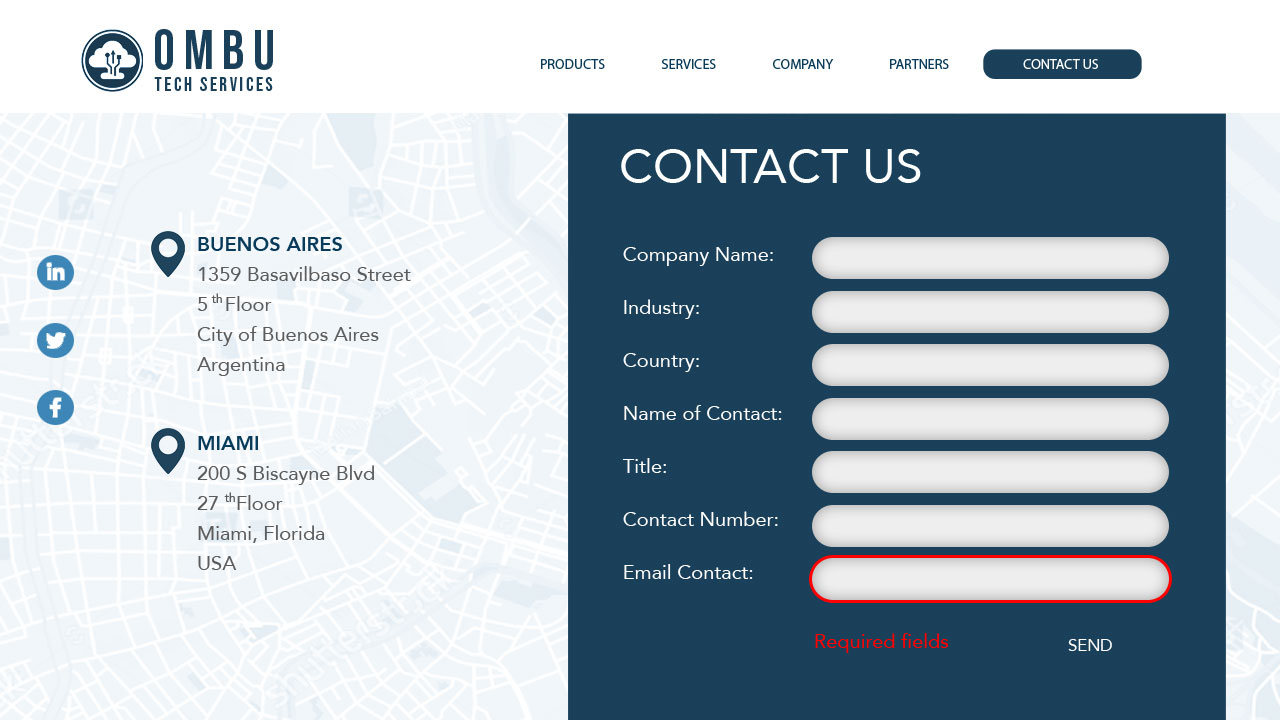 OMBU
TECH SERVICES
PRODUCTS
SERVICES
COMPANY
PARTNERS
CONTACT US
CONTACT US
BUENOS AIRES
1359 Basavilbaso Street
5 th Floor
City of Buenos Aires
Argentina
MIAMI
200 S Biscayne Blvd
27 th Floor
Miami, Florida
USA
in
f
Company Name:
Industry:
Country:
Name of Contact:
Title:
Contact Number:
Email Contact:
Required fields
SEND